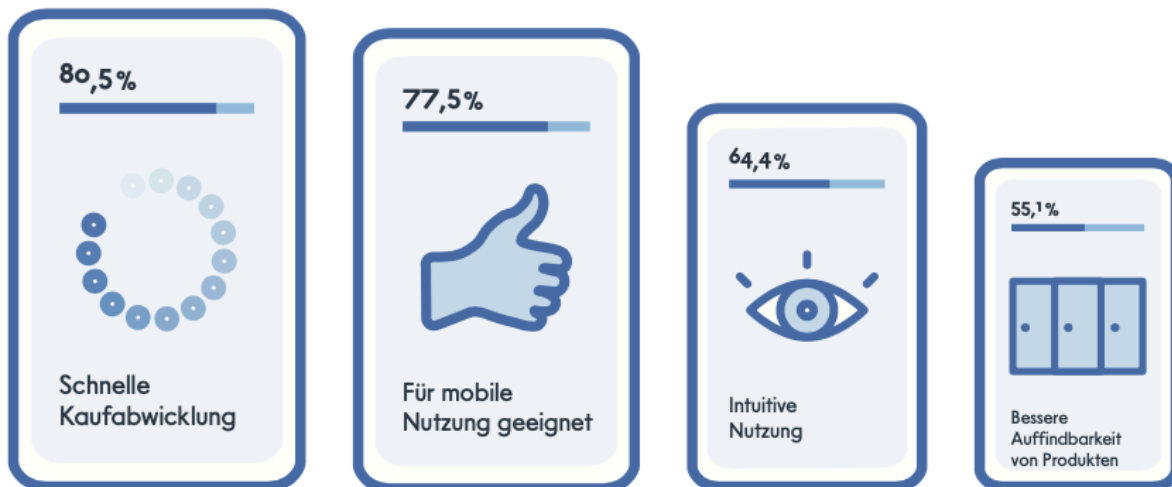 80,5%
Schnelle
Kaufabwicklung
77,5%
Für mobile
Nutzung geeignet
64,4%
Intuitive
Nutzung
55,1%
Bessere
Auffindbarkeit
von Produkten